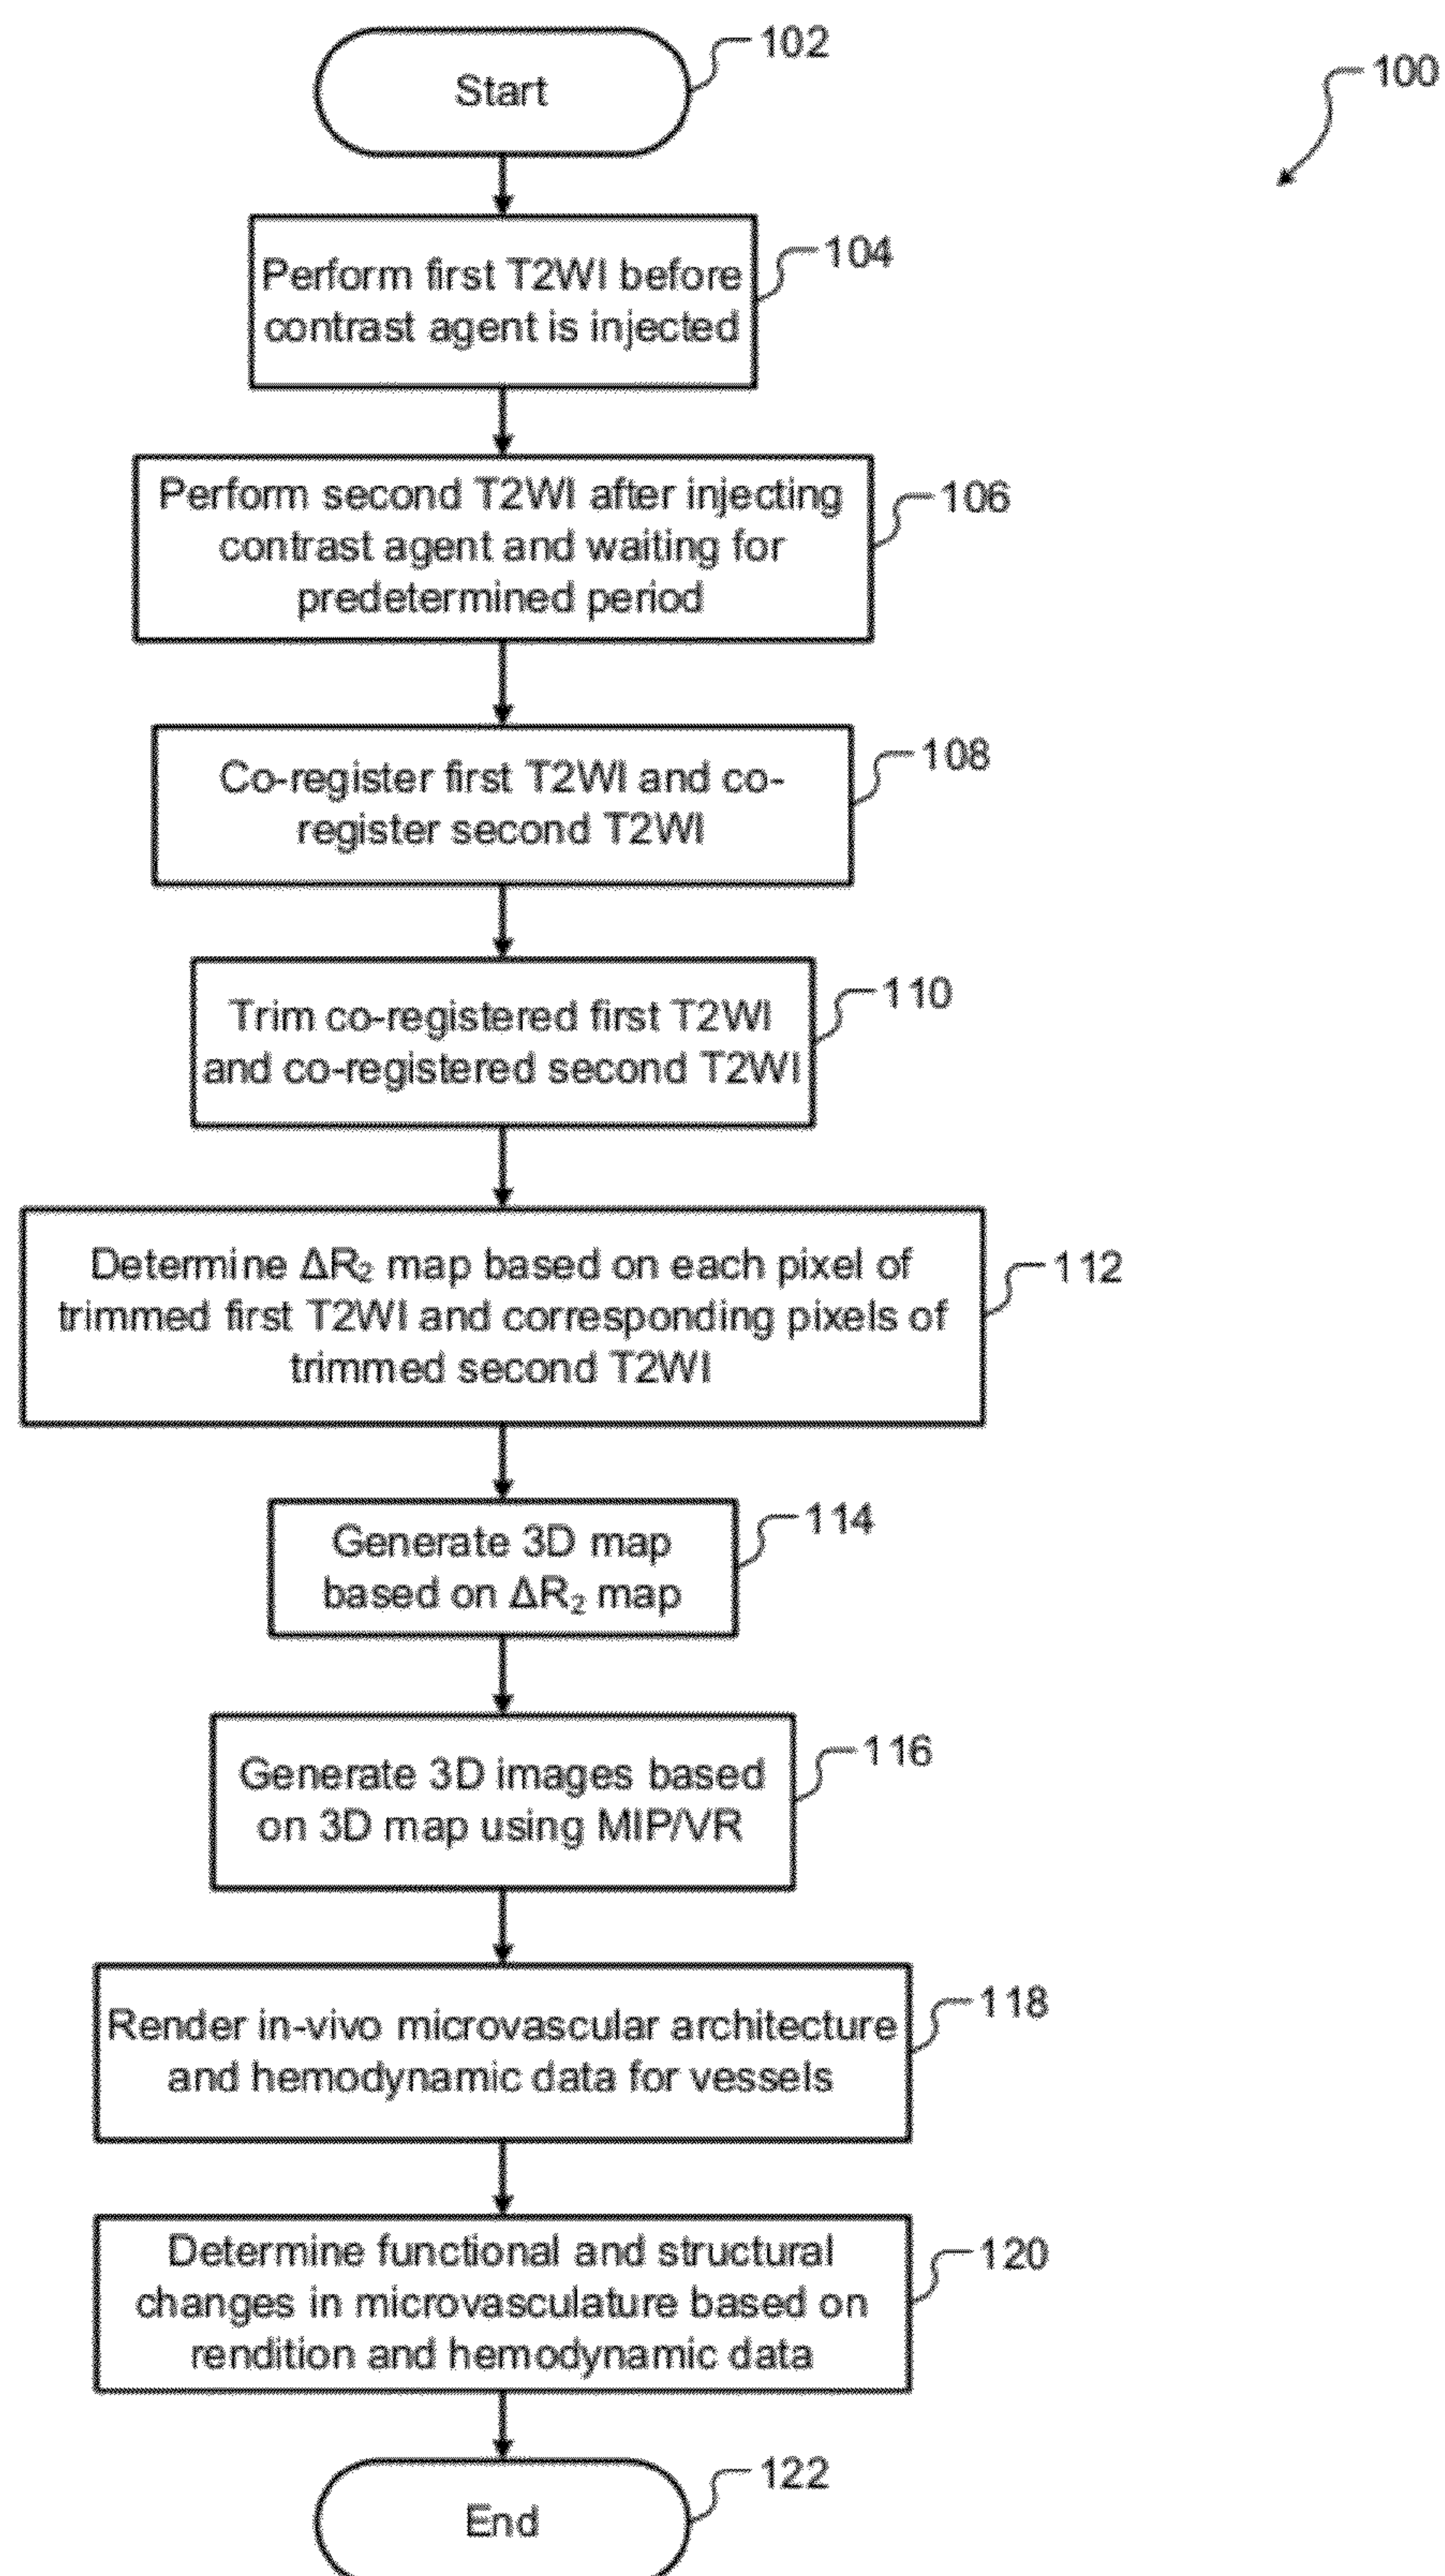 Start
102
100
Perform first T2WI before
contrast agent is injected
104
Perform second T2WI after injecting
contrast agent and waiting for
predetermined period
106
Co-register first T2WI and co-
register second T2WI
108
Trim co-registered first T2WI
and co-registered second T2WI
110
Determine ΔR₂ map based on each pixel of
trimmed first T2WI and corresponding pixels of
trimmed second T2WI
112
Generate 3D map
based on ΔR₂ map
114
Generate 3D images based
on 3D map using MIP/VR
116
Render in-vivo microvascular architecture
and hemodynamic data for vessels
118
Determine functional and structural
changes in microvasculature based on
rendition and hemodynamic data
120
End
122